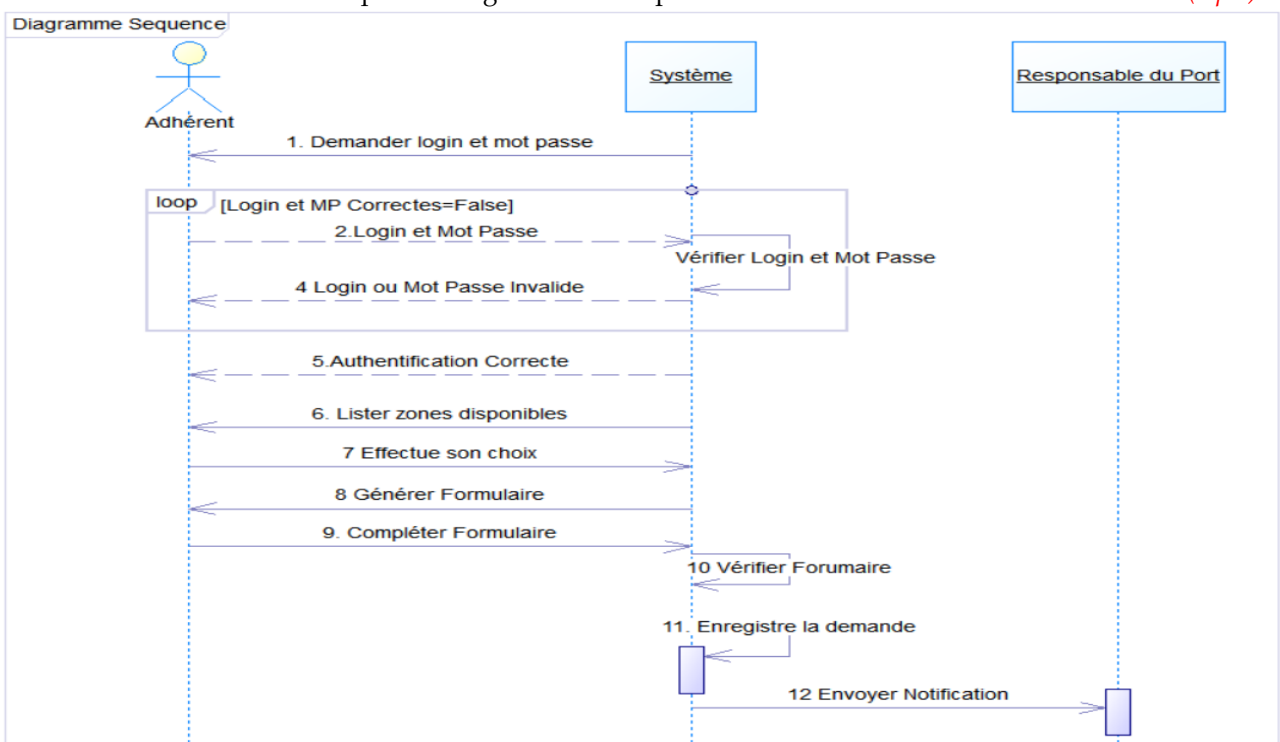 Diagramme Sequence
Système
Responsable du Port
Adhérent
1. Demander login et mot passe
loop
[Login et MP Correctes=False]
2.Login et Mot Passe
Vérifier Login et Mot Passe
4 Login ou Mot Passe Invalide
5.Authentification Correcte
6. Lister zones disponibles
7 Effectue son choix
8 Générer Formulaire
9. Compléter Formulaire
10 Vérifier Forumaire
11. Enregistre la demande
12 Envoyer Notification